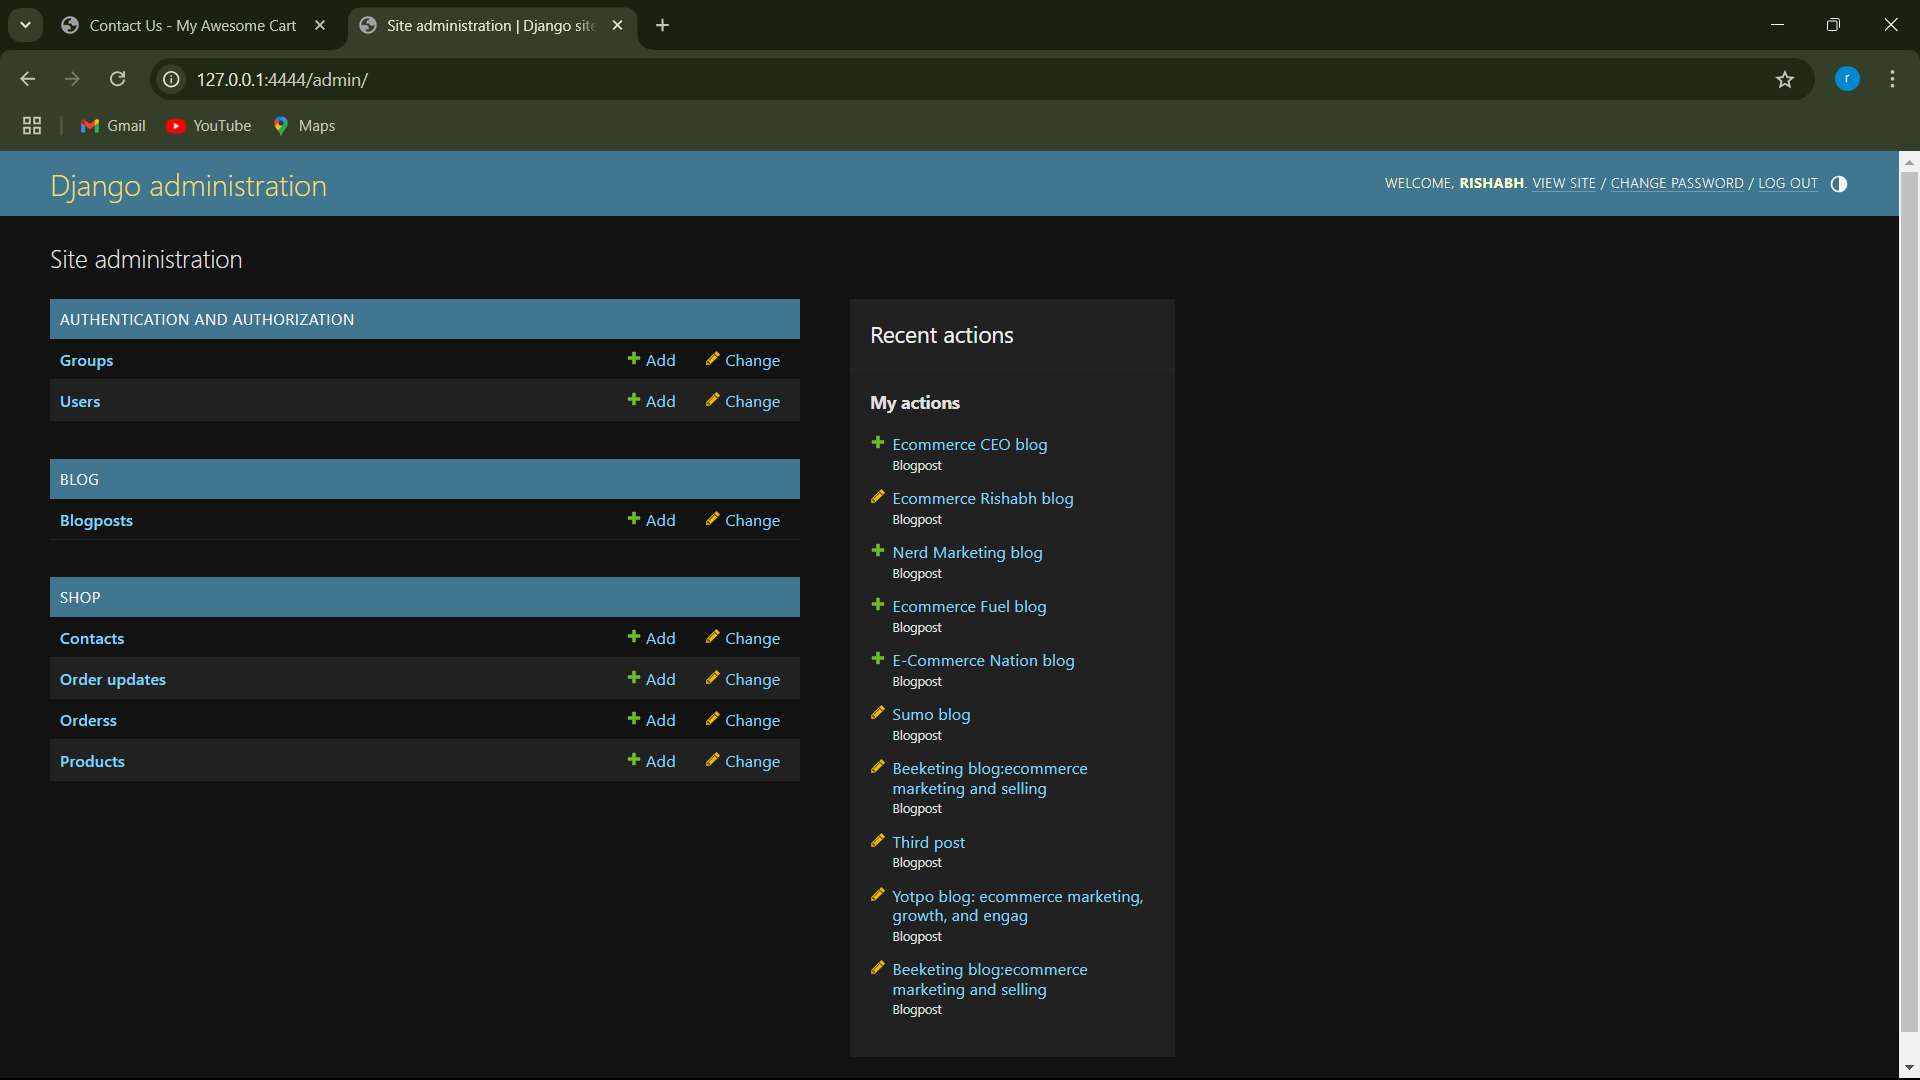 Contact Us - My Awesome Cart
Site administration | Django site
127.0.0.1:4444/admin/
r
Gmail YouTube Maps
Django administration
WELCOME, RISHABH. VIEW SITE / CHANGE PASSWORD / LOG OUT
Site administration
AUTHENTICATION AND AUTHORIZATION
Groups Add Change
Users Add Change
BLOG
Blogposts Add Change
SHOP
Contacts Add Change
Order updates Add Change
Orderss Add Change
Products Add Change
Recent actions
My actions
Ecommerce CEO blog
Blogpost
Ecommerce Rishabh blog
Blogpost
Nerd Marketing blog
Blogpost
Ecommerce Fuel blog
Blogpost
E-Commerce Nation blog
Blogpost
Sumo blog
Blogpost
Beeketing blog:ecommerce
marketing and selling
Blogpost
Third post
Blogpost
Yotpo blog: ecommerce marketing,
growth, and engag
Blogpost
Beeketing blog:ecommerce
marketing and selling
Blogpost